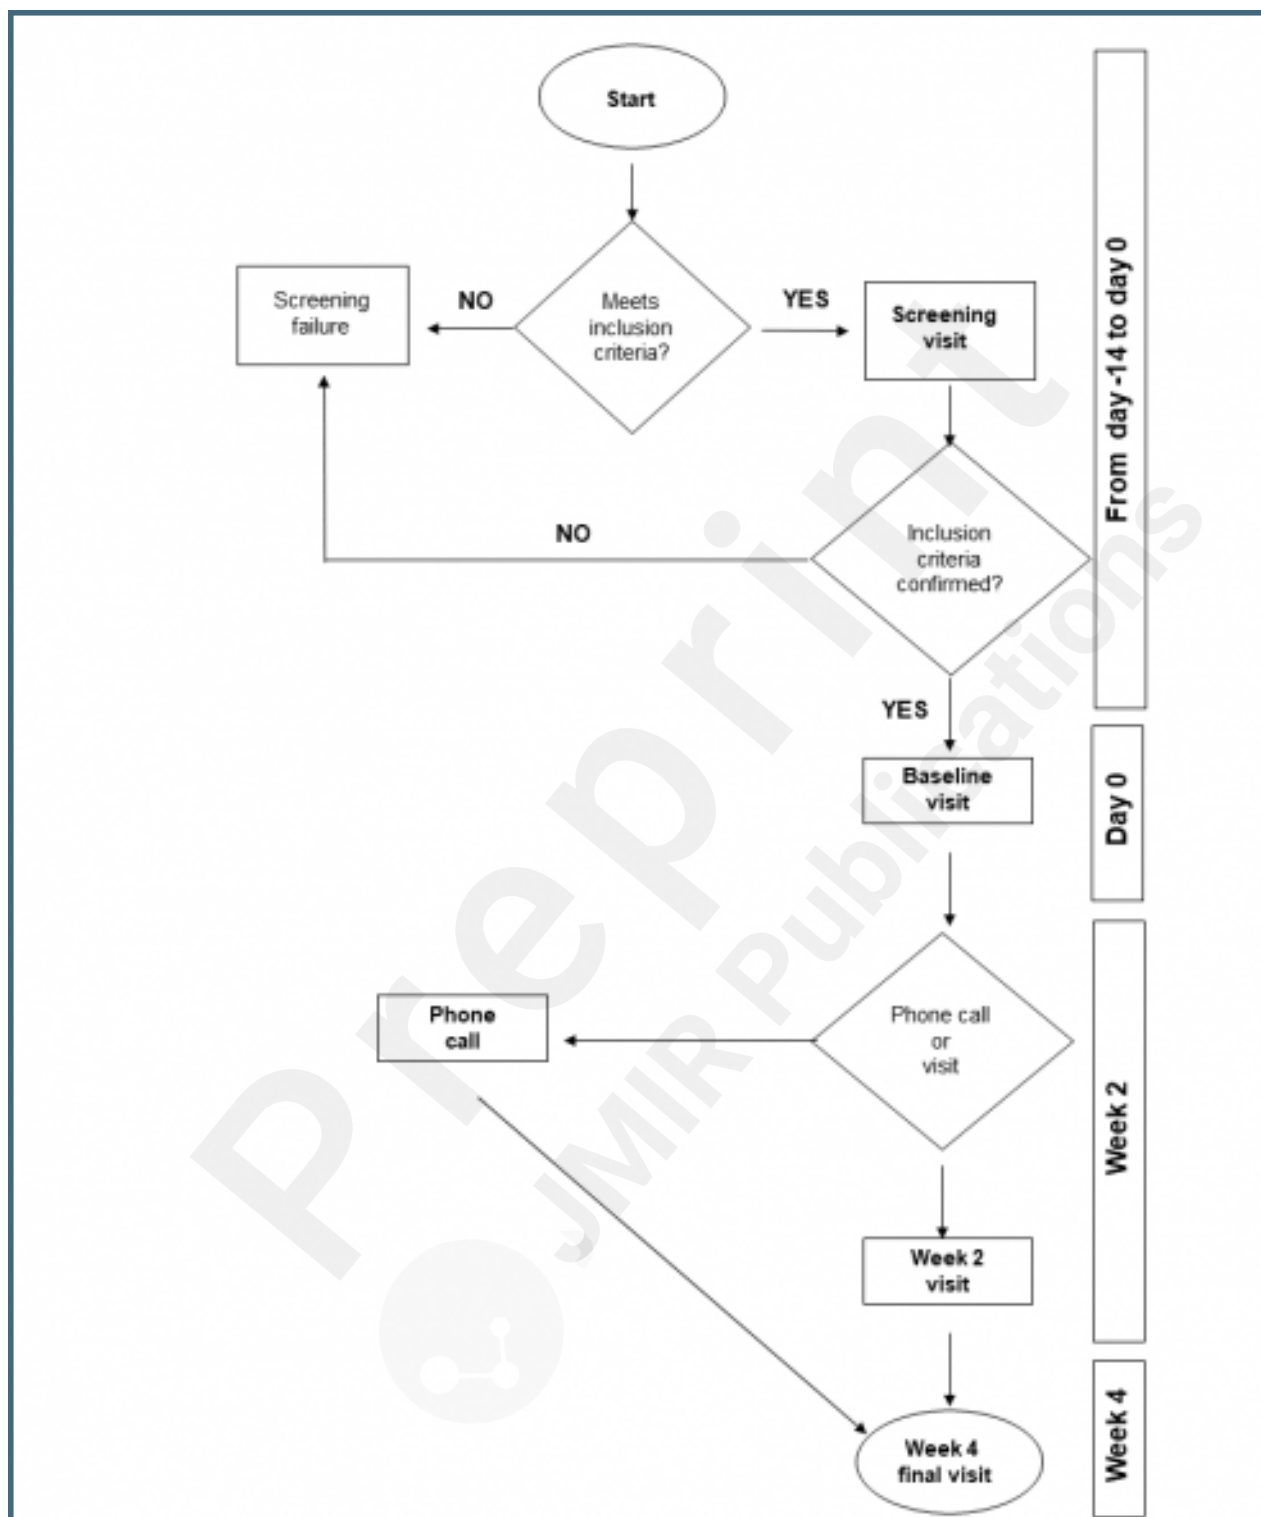 Start
Screening
failure
NO
Meets
inclusion
criteria?
YES
Screening
visit
From day -14 to day 0
NO
Inclusion
criteria
confirmed?
YES
Baseline
visit
Day 0
Phone
call
Phone call
or
visit
Week 2
Week 2
visit
Week 4
final visit
Week 4
Preprint
JMIR Publications